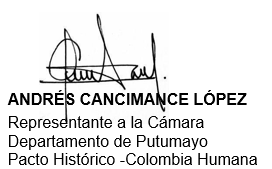 ANDRÉS CANCIMANCE LÓPEZ
Representante a la Cámara
Departamento de Putumayo
Pacto Histórico -Colombia Humana